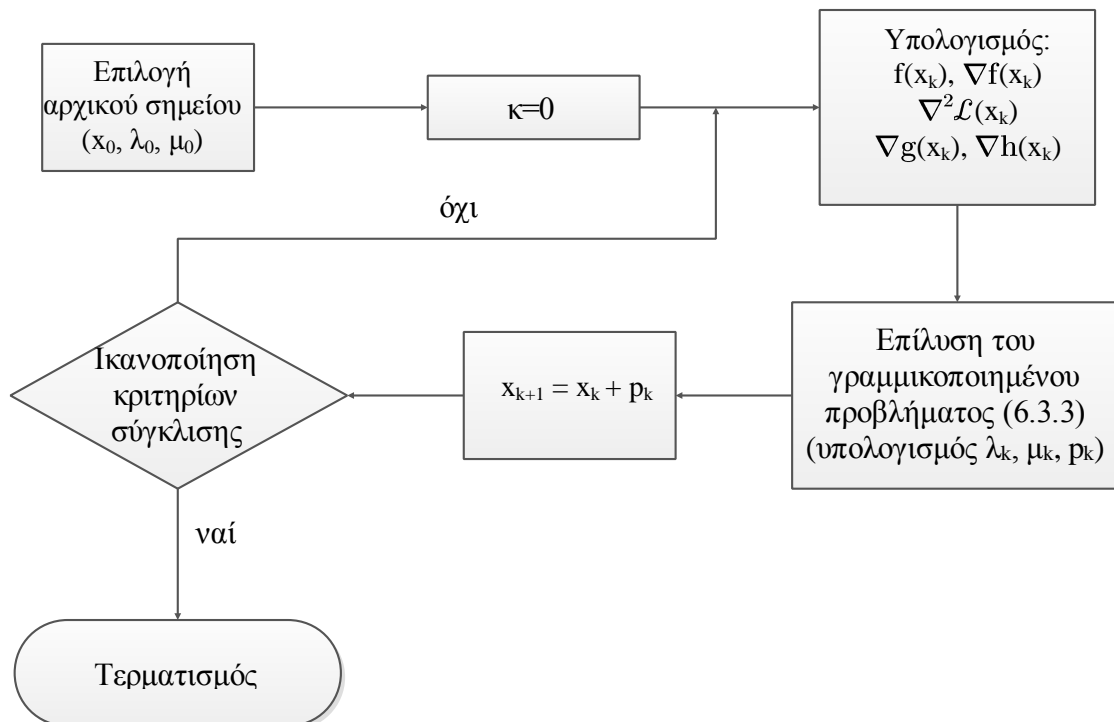 Επιλογή
αρχικού σημείου
(x₀, λ₀, μ₀)
κ=0
Υπολογισμός:
f(xₖ), ∇f(xₖ)
∇²ℒ(xₖ)
∇g(xₖ), ∇h(xₖ)
όχι
Ικανοποίηση
κριτηρίων
σύγκλισης
xₖ₊₁ = xₖ + pₖ
Επίλυση του
γραμμικοποιημένου
προβλήματος (6.3.3)
(υπολογισμός λₖ, μₖ, pₖ)
ναί
Τερματισμός